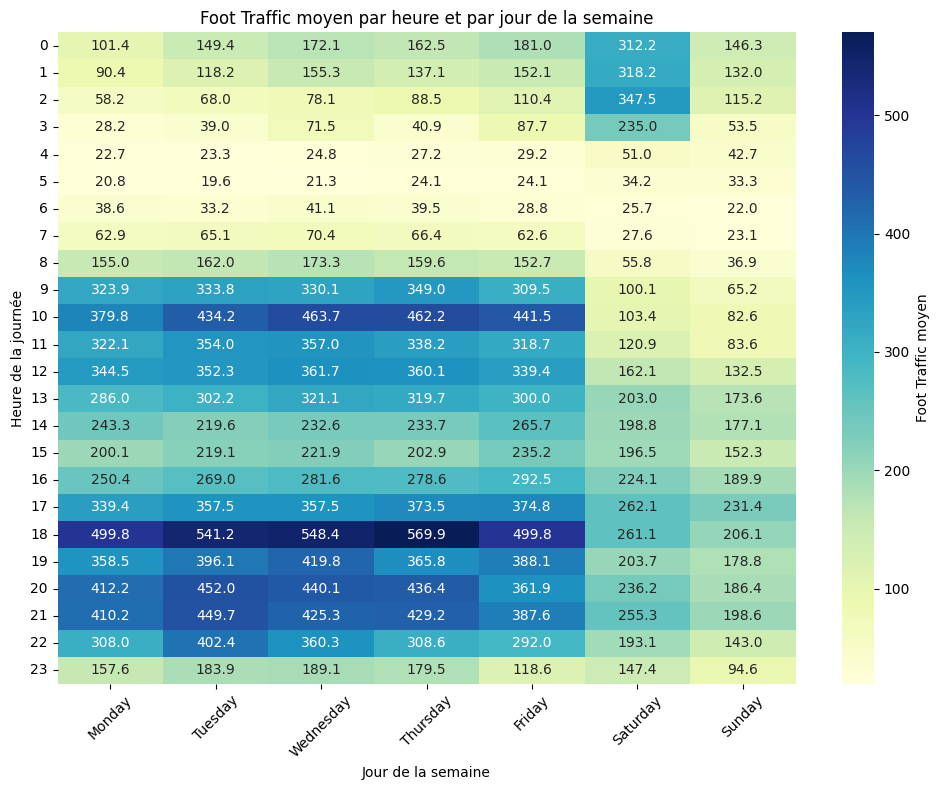 Foot Traffic moyen par heure et par jour de la semaine
0 101.4 149.4 172.1 162.5 181.0 312.2 146.3
1 90.4 118.2 155.3 137.1 152.1 318.2 132.0
2 58.2 68.0 78.1 88.5 110.4 347.5 115.2
3 28.2 39.0 71.5 40.9 87.7 235.0 53.5
4 22.7 23.3 24.8 27.2 29.2 51.0 42.7
5 20.8 19.6 21.3 24.1 24.1 34.2 33.3
6 38.6 33.2 41.1 39.5 28.8 25.7 22.0
7 62.9 65.1 70.4 66.4 62.6 27.6 23.1
8 155.0 162.0 173.3 159.6 152.7 55.8 36.9
9 323.9 333.8 330.1 349.0 309.5 100.1 65.2
10 379.8 434.2 463.7 462.2 441.5 103.4 82.6
11 322.1 354.0 357.0 338.2 318.7 120.9 83.6
12 344.5 352.3 361.7 360.1 339.4 162.1 132.5
13 286.0 302.2 321.1 319.7 300.0 203.0 173.6
14 243.3 219.6 232.6 233.7 265.7 198.8 177.1
15 200.1 219.1 221.9 202.9 235.2 196.5 152.3
16 250.4 269.0 281.6 278.6 292.5 224.1 189.9
17 339.4 357.5 357.5 373.5 374.8 262.1 231.4
18 499.8 541.2 548.4 569.9 499.8 261.1 206.1
19 358.5 396.1 419.8 365.8 388.1 203.7 178.8
20 412.2 452.0 440.1 436.4 361.9 236.2 186.4
21 410.2 449.7 425.3 429.2 387.6 255.3 198.6
22 308.0 402.4 360.3 308.6 292.0 193.1 143.0
23 157.6 183.9 189.1 179.5 118.6 147.4 94.6
Heure de la journée
Monday Tuesday Wednesday Thursday Friday Saturday Sunday
Jour de la semaine
500
400
300
200
100
Foot Traffic moyen